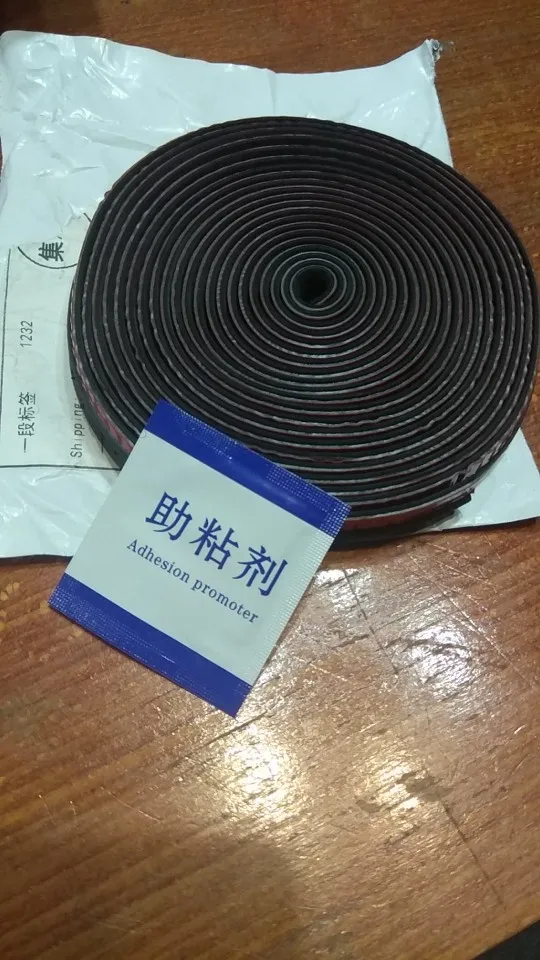 集
1232
一段标签
Shipping
助粘剂
Adhesion promoter